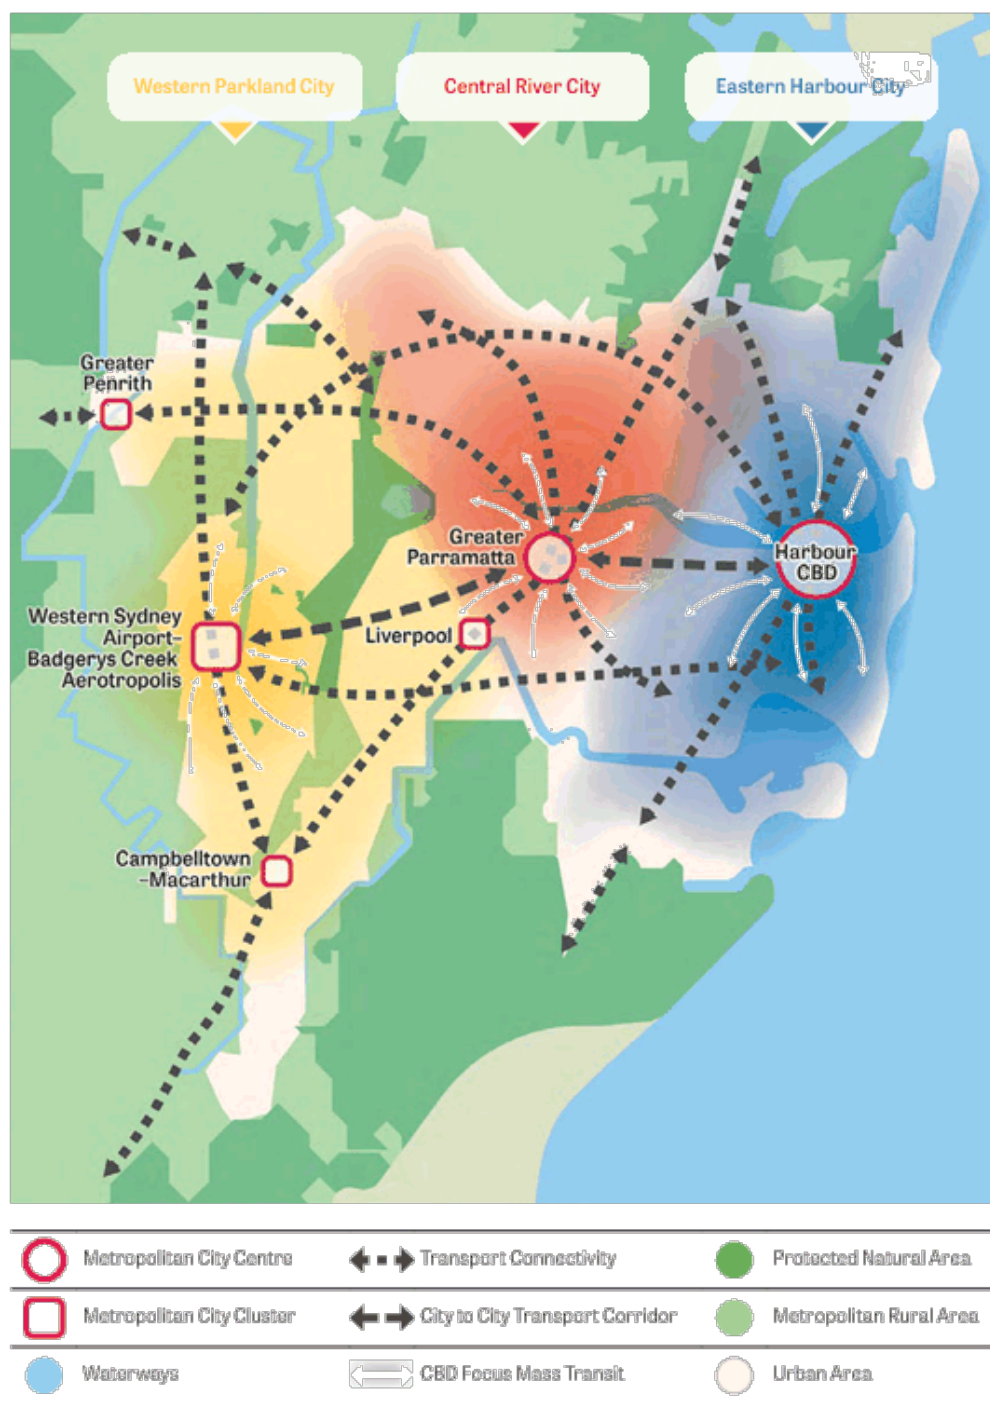 Western Parkland City
Central River City
Eastern Harbour City
Greater
Penrith
Greater
Parramatta
Harbour
CBD
Western Sydney
Airport–
Badgerys Creek
Aerotropolis
Liverpool
Campbelltown
–Macarthur
Metropolitan City Centre
Transport Connectivity
Protected Natural Area
Metropolitan City Cluster
City to City Transport Corridor
Metropolitan Rural Area
Waterways
CBD Focus Mass Transit
Urban Area